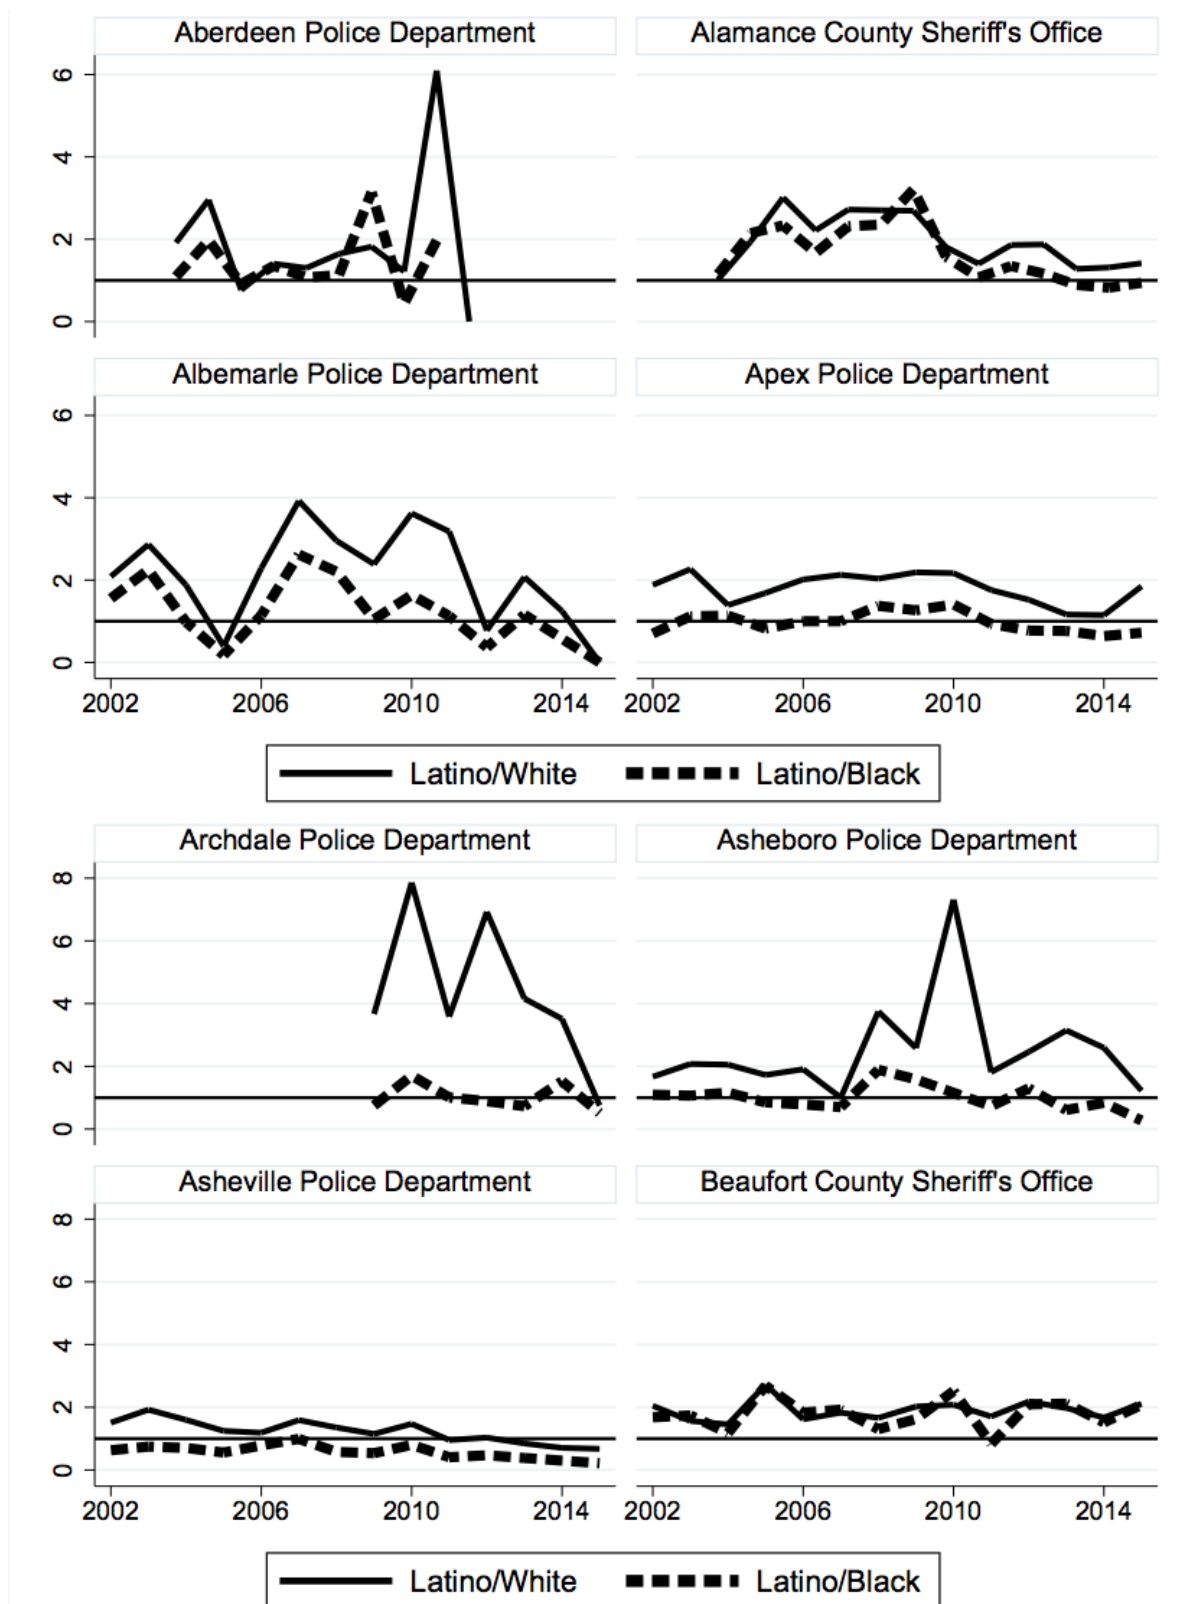 Aberdeen Police Department Alamance County Sheriff's Office
6
4
2
0
Albemarle Police Department Apex Police Department
6
4
2
0
2002 2006 2010 2014 2002 2006 2010 2014
Latino/White Latino/Black
Archdale Police Department Asheboro Police Department
8
6
4
2
0
Asheville Police Department Beaufort County Sheriff's Office
8
6
4
2
0
2002 2006 2010 2014 2002 2006 2010 2014
Latino/White Latino/Black